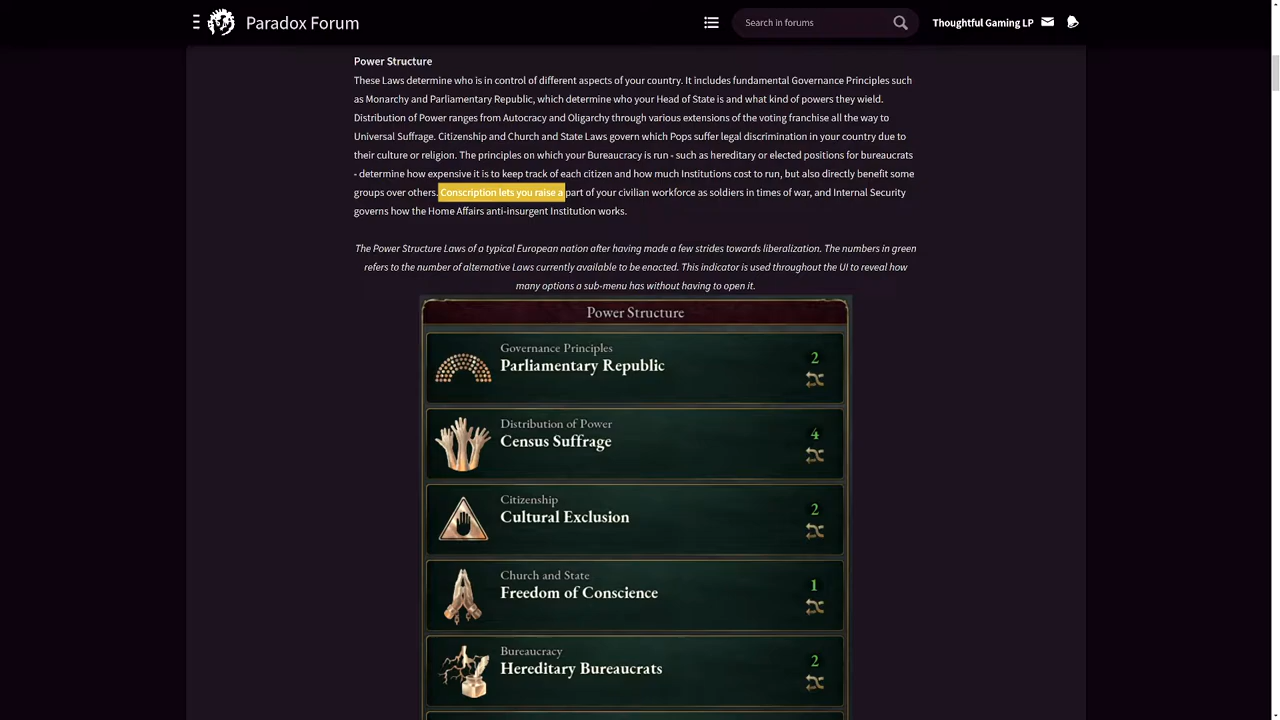 Paradox Forum
Search in forums
Thoughtful Gaming LP
Power Structure
These Laws determine who is in control of different aspects of your country. It includes fundamental Governance Principles such
as Monarchy and Parliamentary Republic, which determine who your Head of State is and what kind of powers they wield.
Distribution of Power ranges from Autocracy and Oligarchy through various extensions of the voting franchise all the way to
Universal Suffrage. Citizenship and Church and State Laws govern which Pops suffer legal discrimination in your country due to
their culture or religion. The principles on which your Bureaucracy is run - such as hereditary or elected positions for bureaucrats
- determine how expensive it is to keep track of each citizen and how much Institutions cost to run, but also directly benefit some
groups over others. Conscription lets you raise a part of your civilian workforce as soldiers in times of war, and Internal Security
governs how the Home Affairs anti-insurgent Institution works.
The Power Structure Laws of a typical European nation after having made a few strides towards liberalization. The numbers in green
refers to the number of alternative Laws currently available to be enacted. This indicator is used throughout the UI to reveal how
many options a sub-menu has without having to open it.
Power Structure
Governance Principles
Parliamentary Republic
2
Distribution of Power
Census Suffrage
4
Citizenship
Cultural Exclusion
2
Church and State
Freedom of Conscience
1
Bureaucracy
Hereditary Bureaucrats
2